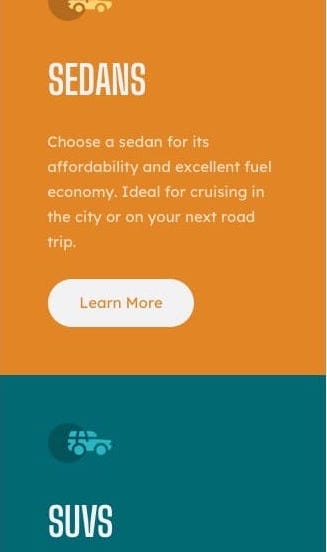 SEDANS
Choose a sedan for its
affordability and excellent fuel
economy. Ideal for cruising in
the city or on your next road
trip.
Learn More
SUVS